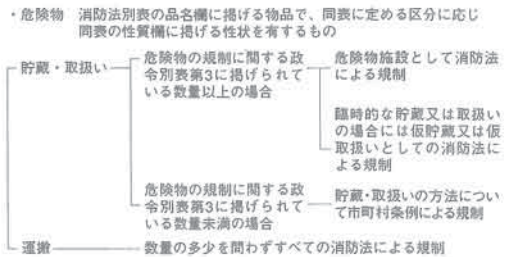 ・危険物　消防法別表の品名欄に掲げる物品で、同表に定める区分に応じ
同表の性質欄に掲げる性状を有するもの
貯蔵・取扱い
危険物の規制に関する政
令別表第3に掲げられて
いる数量以上の場合
危険物施設として消防法
による規制
臨時的な貯蔵又は取扱い
の場合には仮貯蔵又は仮
取扱いとしての消防法に
よる規制
危険物の規制に関する政
令別表第3に掲げられて
いる数量未満の場合
貯蔵・取扱いの方法につい
て市町村条例による規制
運搬
数量の多少を問わずすべての消防法による規制